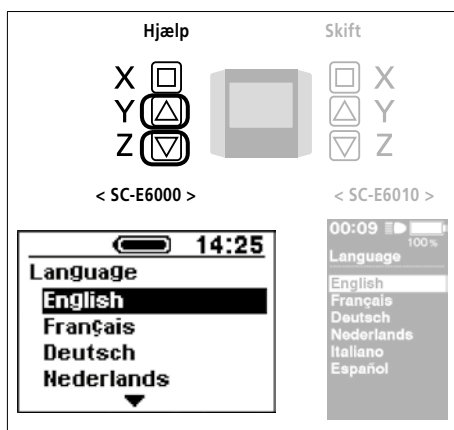 Hjælp Skift
X X
Y Y
Z Z
< SC-E6000 > < SC-E6010 >
14:25
Language
English
Français
Deutsch
Nederlands
00:09
100%
Language
English
Français
Deutsch
Nederlands
Italiano
Español